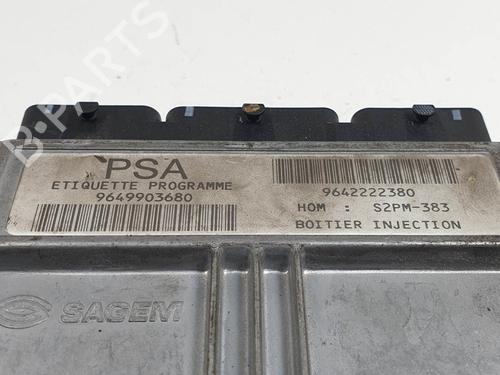 B-PARTS
PSA
ETIQUETTE PROGRAMME
9649903680
9642222380
HOM : S2PM-383
BOITIER INJECTION
SAGEM